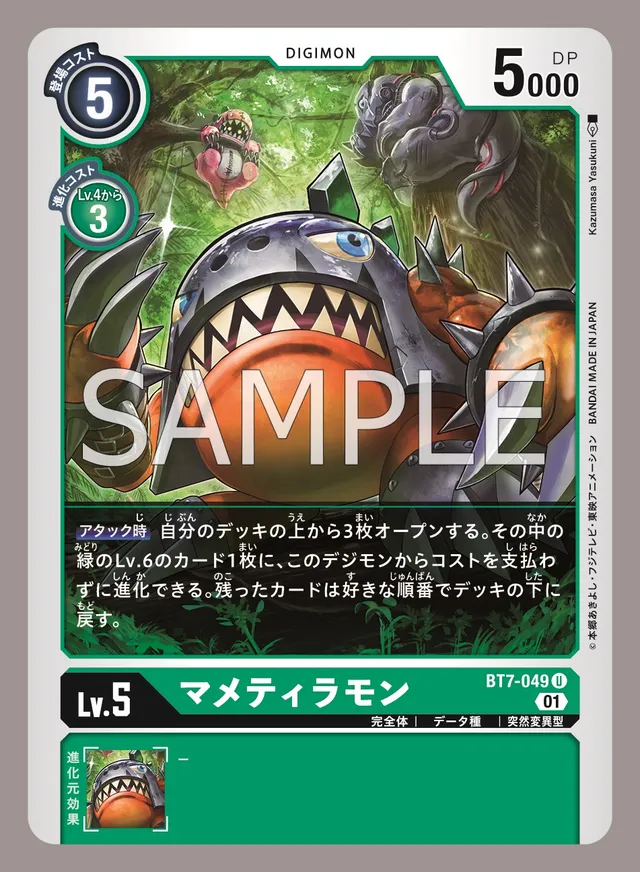 DIGIMON
登場コスト
5
5000
DP
進化コスト
Lv.4から
3
Kazumasa Yasukuni
BANDAI MADE IN JAPAN
©本郷あきよし・フジテレビ・東映アニメーション
SAMPLE
アタック時 自分のデッキの上から3枚オープンする。その中の
緑のLv.6のカード1枚に、このデジモンからコストを支払わ
ずに進化できる。残ったカードは好きな順番でデッキの下に
戻す。
BT7-049 U
Lv.5
マメティラモン
01
完全体 | データ種 | 突然変異型
進化元効果
–